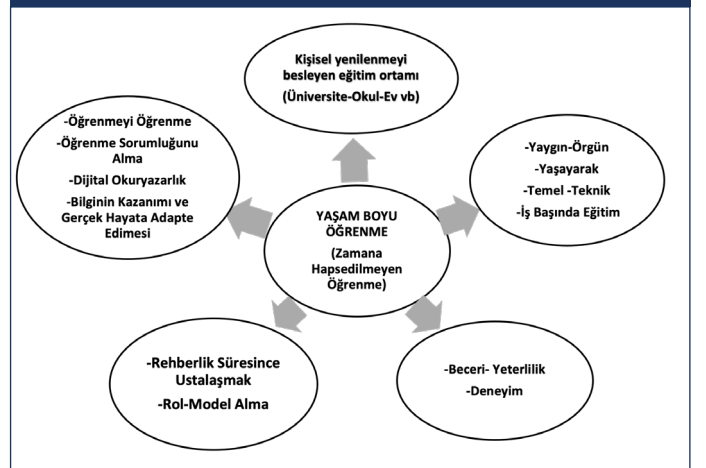 Kişisel yenilenmeyi
besleyen eğitim ortamı
(Üniversite-Okul-Ev vb)
-Öğrenmeyi Öğrenme
-Öğrenme Sorumluğunu
Alma
-Dijital Okuryazarlık
-Bilginin Kazanımı ve
Gerçek Hayata Adapte
Edimesi
-Yaygın-Örgün
-Yaşayarak
-Temel -Teknik
-İş Başında Eğitim
YAŞAM BOYU
ÖĞRENME
(Zamana
Hapsedilmeyen
Öğrenme)
-Rehberlik Süresince
Ustalaşmak
-Rol-Model Alma
-Beceri- Yeterlilik
-Deneyim